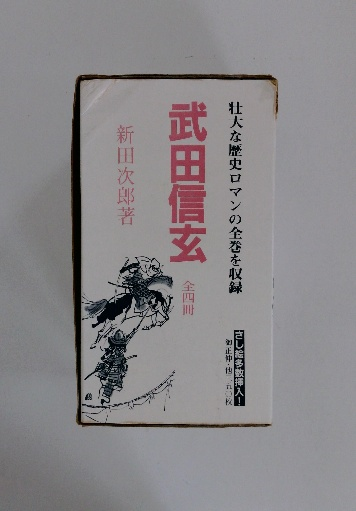 壮大な歴史ロマンの全巻を収録
武田信玄
全四冊
新田次郎著
さし絵多数挿入!